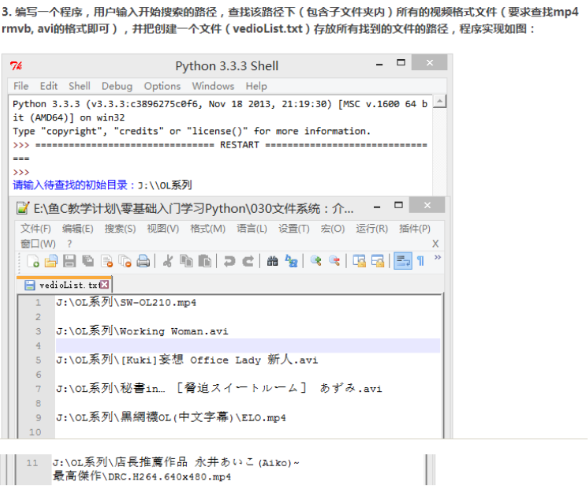 3. 编写一个程序，用户输入开始搜索的路径，查找该路径下（包含子文件夹内）所有的视频格式文件（要求查找mp4
rmvb, avi的格式即可），并把创建一个文件（vedioList.txt）存放所有找到的文件的路径，程序实现如图：
Python 3.3.3 Shell
File Edit Shell Debug Options Windows Help
Python 3.3.3 (v3.3.3:c3896275c0f6, Nov 18 2013, 21:19:30) [MSC v.1600 64 b
it (AMD64)] on win32
Type "copyright", "credits" or "license()" for more information.
>>> ================================ RESTART ================================
===
>>>
请输入待查找的初始目录：J:\\OL系列
E:\鱼C教学计划\零基础入门学习Python\030文件系统：介...
文件(F) 编辑(E) 搜索(S) 视图(V) 格式(M) 语言(L) 设置(T) 宏(O) 运行(R) 插件(P)
窗口(W) ? X
vedioList.txt
1 J:\OL系列\SW-OL210.mp4
2
3 J:\OL系列\Working Woman.avi
4
5 J:\OL系列\[Kuki]妄想 Office Lady 新人.avi
6
7 J:\OL系列\秘書in… ［脅迫スイートルーム］ あずみ.avi
8
9 J:\OL系列\黑網襪OL(中文字幕)\ELO.mp4
10
11 J:\OL系列\店長推薦作品 永井あいこ(Aiko)~
最高傑作\DRC.H264.640x480.mp4